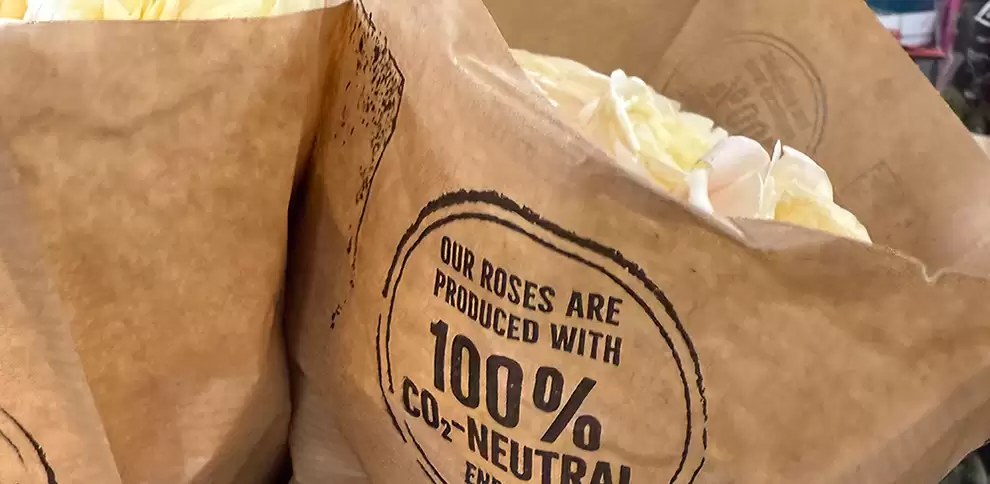 OUR ROSES ARE
PRODUCED WITH
100%
CO₂-NEUTRAL